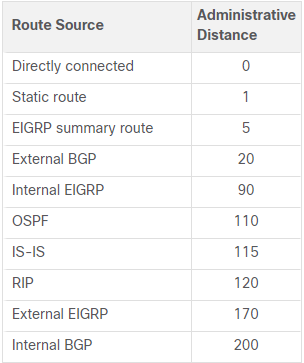 Route Source Administrative Distance
Directly connected 0
Static route 1
EIGRP summary route 5
External BGP 20
Internal EIGRP 90
OSPF 110
IS-IS 115
RIP 120
External EIGRP 170
Internal BGP 200